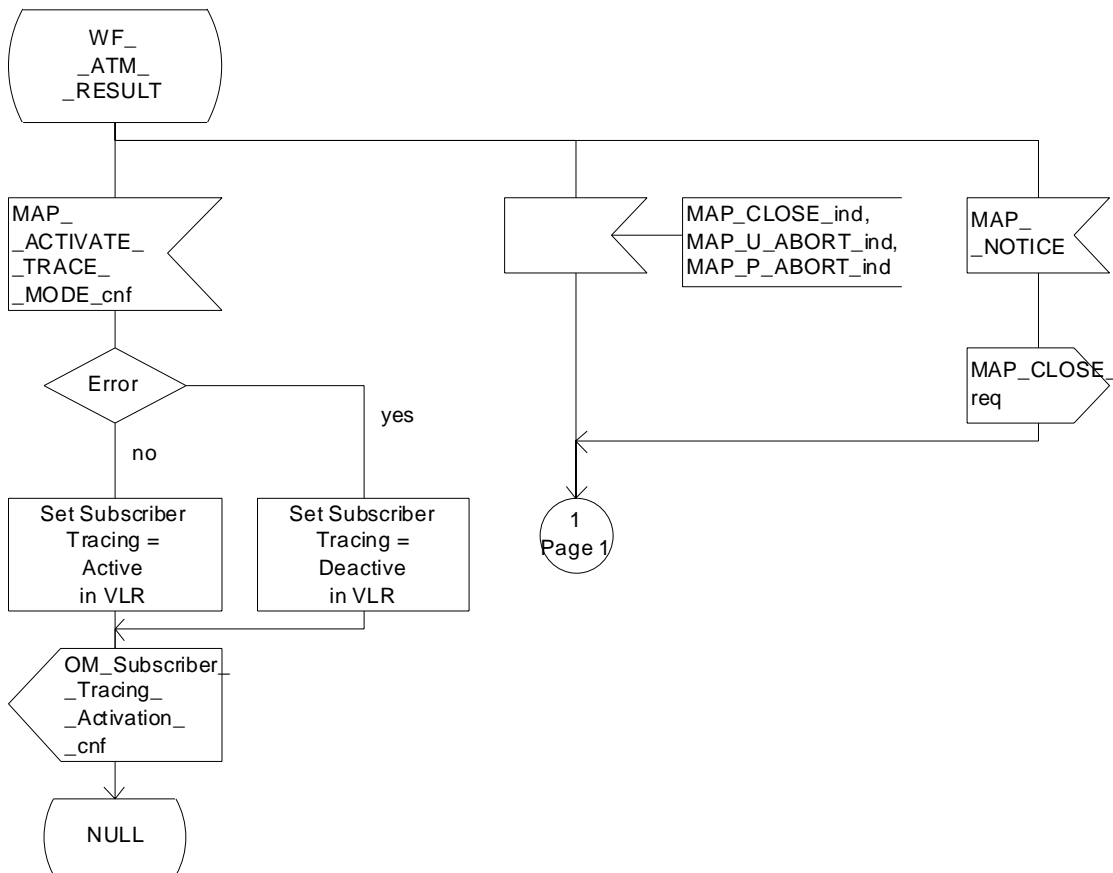 WF_
_ATM_
_RESULT
MAP_
_ACTIVATE_
_TRACE_
_MODE_cnf
MAP_CLOSE_ind,
MAP_U_ABORT_ind,
MAP_P_ABORT_ind
MAP_
_NOTICE
Error
yes
no
MAP_CLOSE_
req
Set Subscriber
Tracing =
Active
in VLR
Set Subscriber
Tracing =
Deactive
in VLR
1
Page 1
OM_Subscriber_
_Tracing_
_Activation_
_cnf
NULL